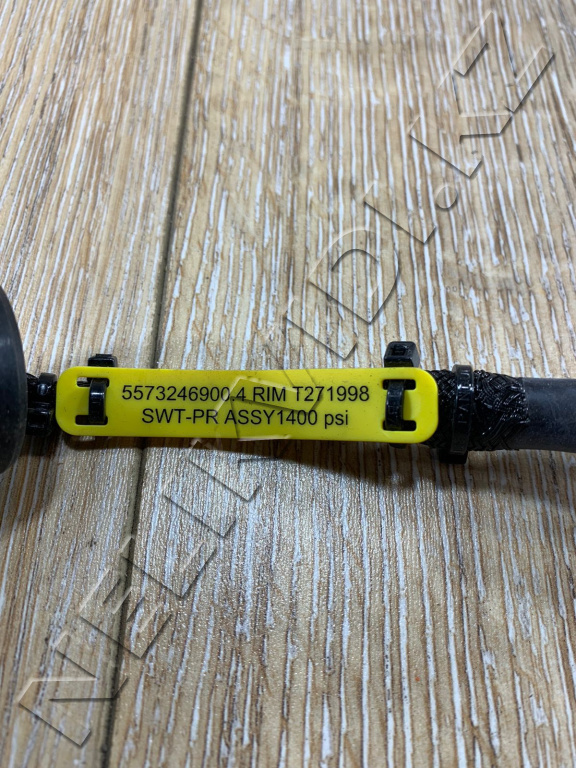 5573246900.4 RIM T271998
SWT-PR ASSY1400 psi